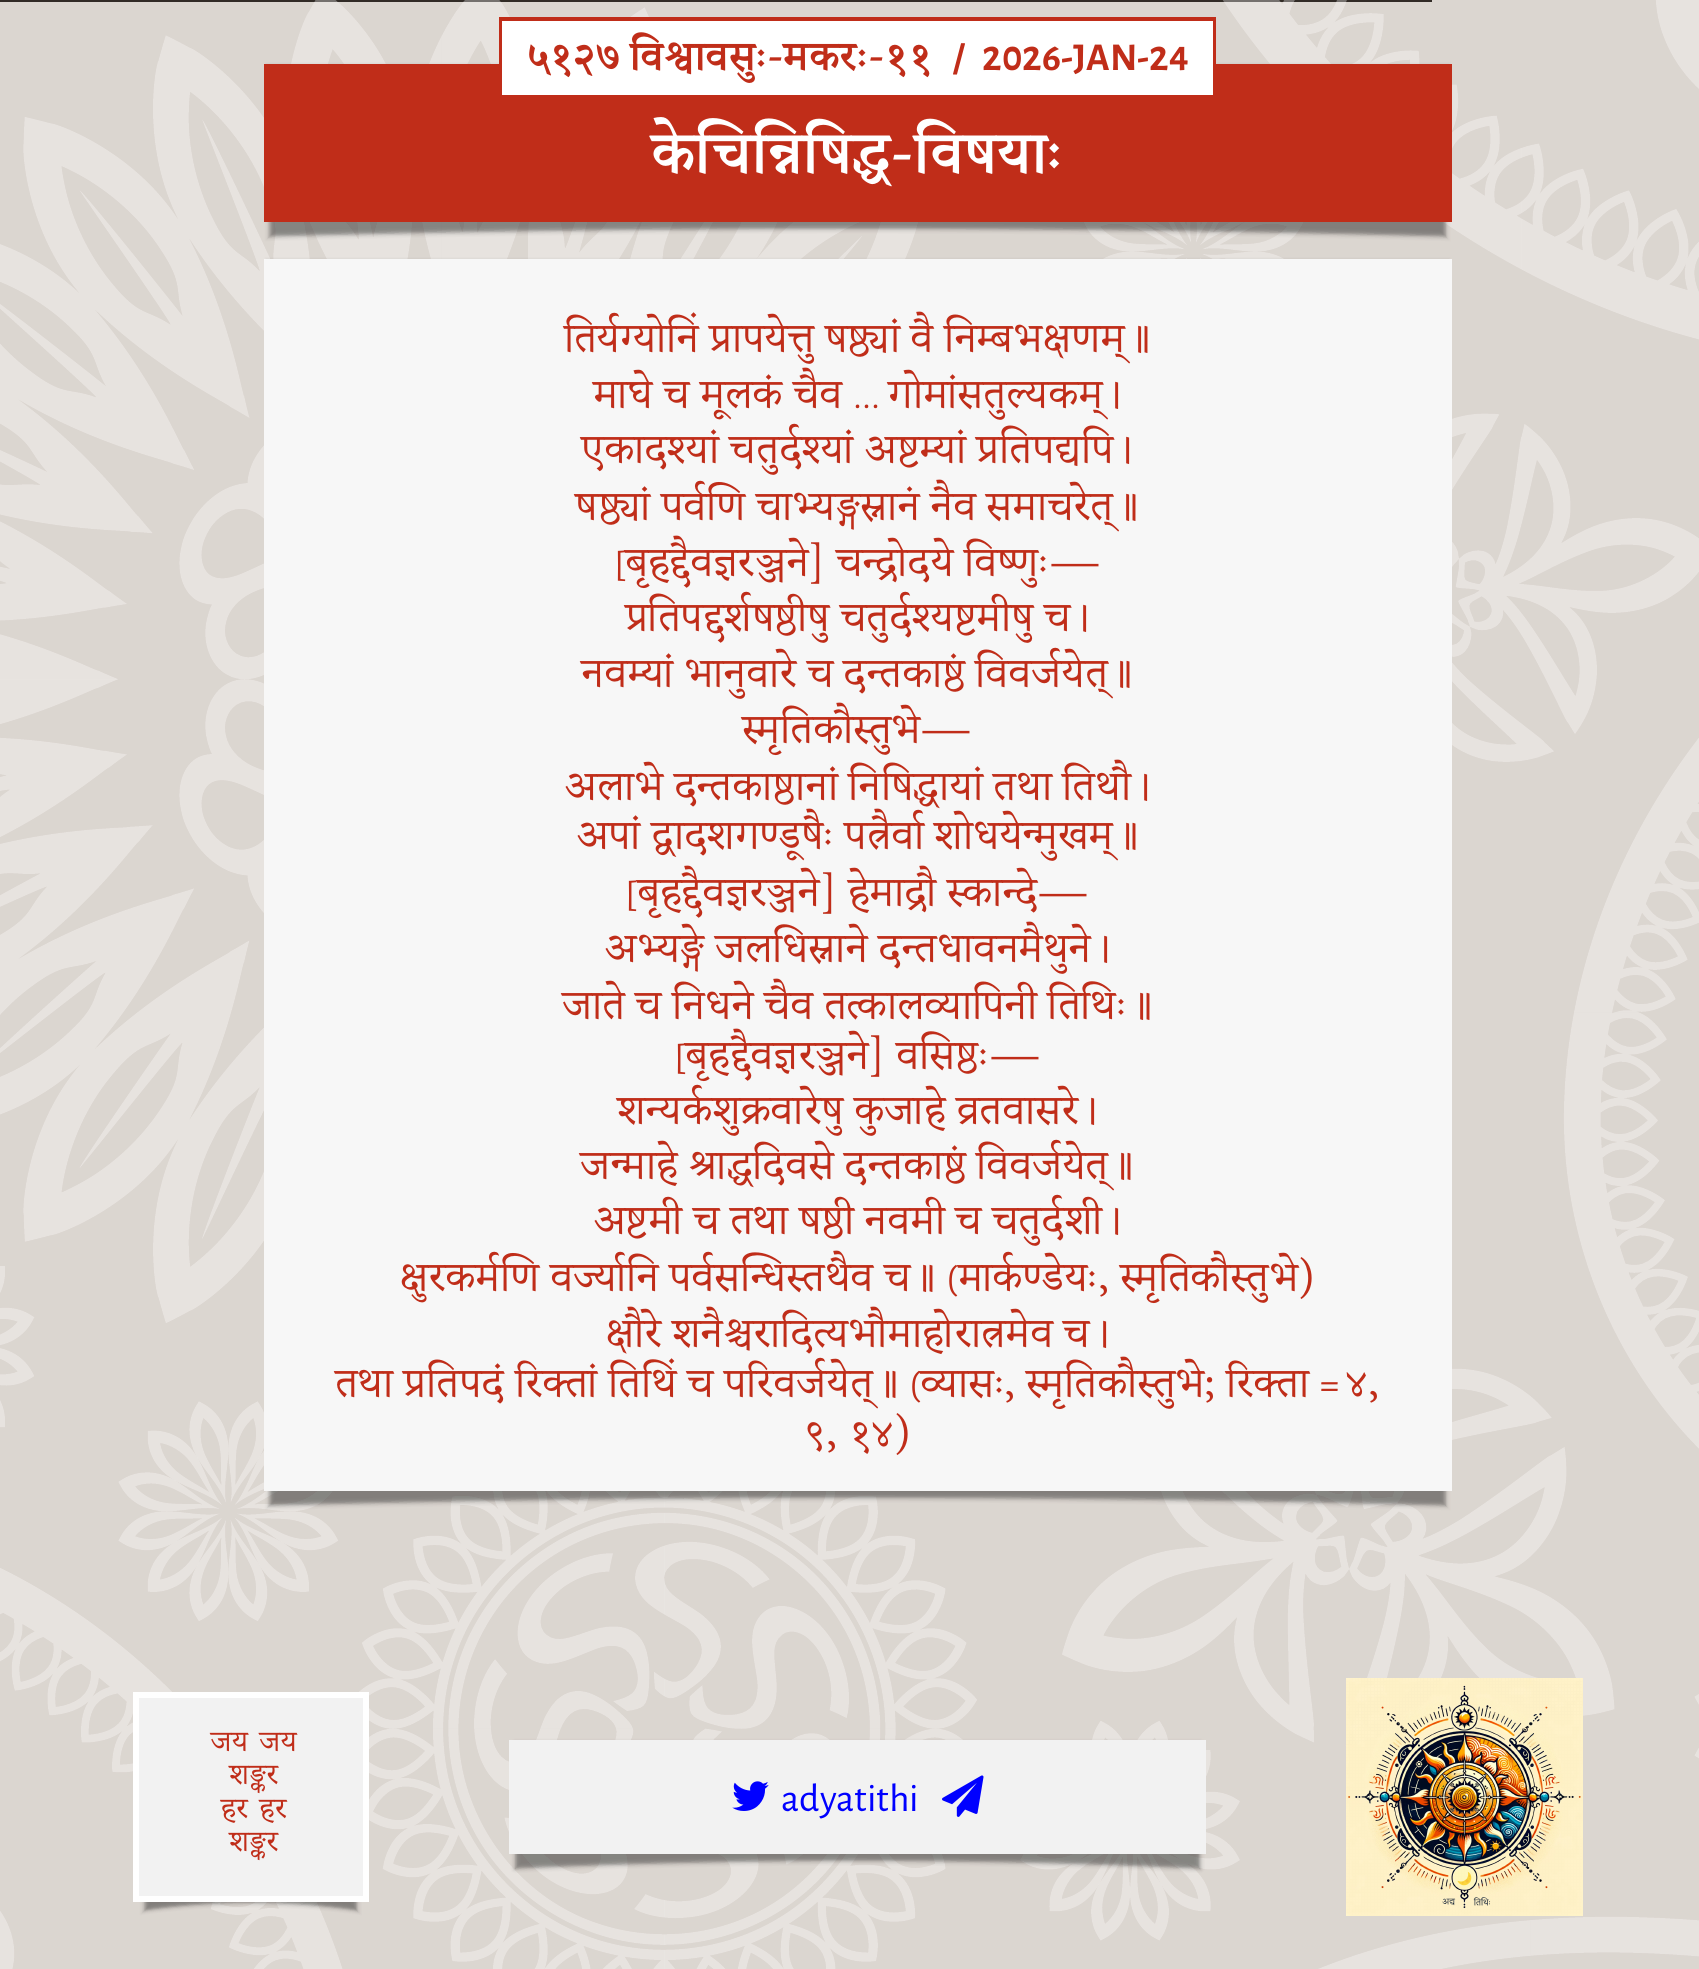 ५१२७ विश्वावसुः-मकरः-११ / 2026-JAN-24
केचिन्निषिद्ध-विषयाः
तिर्यग्योनिं प्रापयेत्तु षष्ठ्यां वै निम्बभक्षणम्॥
माघे च मूलकं चैव … गोमांसतुल्यकम्।
एकादश्यां चतुर्दश्यां अष्टम्यां प्रतिपद्यपि।
षष्ठ्यां पर्वणि चाभ्यङ्गस्नानं नैव समाचरेत्॥
[बृहद्दैवज्ञरञ्जने] चन्द्रोदये विष्णुः—
प्रतिपद्दर्शषष्ठीषु चतुर्दश्यष्टमीषु च।
नवम्यां भानुवारे च दन्तकाष्ठं विवर्जयेत्॥
स्मृतिकौस्तुभे—
अलाभे दन्तकाष्ठानां निषिद्धायां तथा तिथौ।
अपां द्वादशगण्डूषैः पत्रैर्वा शोधयेन्मुखम्॥
[बृहद्दैवज्ञरञ्जने] हेमाद्रौ स्कान्दे—
अभ्यङ्गे जलधिस्नाने दन्तधावनमैथुने।
जाते च निधने चैव तत्कालव्यापिनी तिथिः॥
[बृहद्दैवज्ञरञ्जने] वसिष्ठः—
शन्यर्कशुक्रवारेषु कुजाहे व्रतवासरे।
जन्माहे श्राद्धदिवसे दन्तकाष्ठं विवर्जयेत्॥
अष्टमी च तथा षष्ठी नवमी च चतुर्दशी।
क्षुरकर्मणि वर्ज्यानि पर्वसन्धिस्तथैव च॥ (मार्कण्डेयः, स्मृतिकौस्तुभे)
क्षौरे शनैश्चरादित्यभौमाहोरात्रमेव च।
तथा प्रतिपदं रिक्तां तिथिं च परिवर्जयेत्॥ (व्यासः, स्मृतिकौस्तुभे; रिक्ता = ४,
९, १४)
जय जय
शङ्कर
हर हर
शङ्कर
adyatithi
अद्य तिथिः